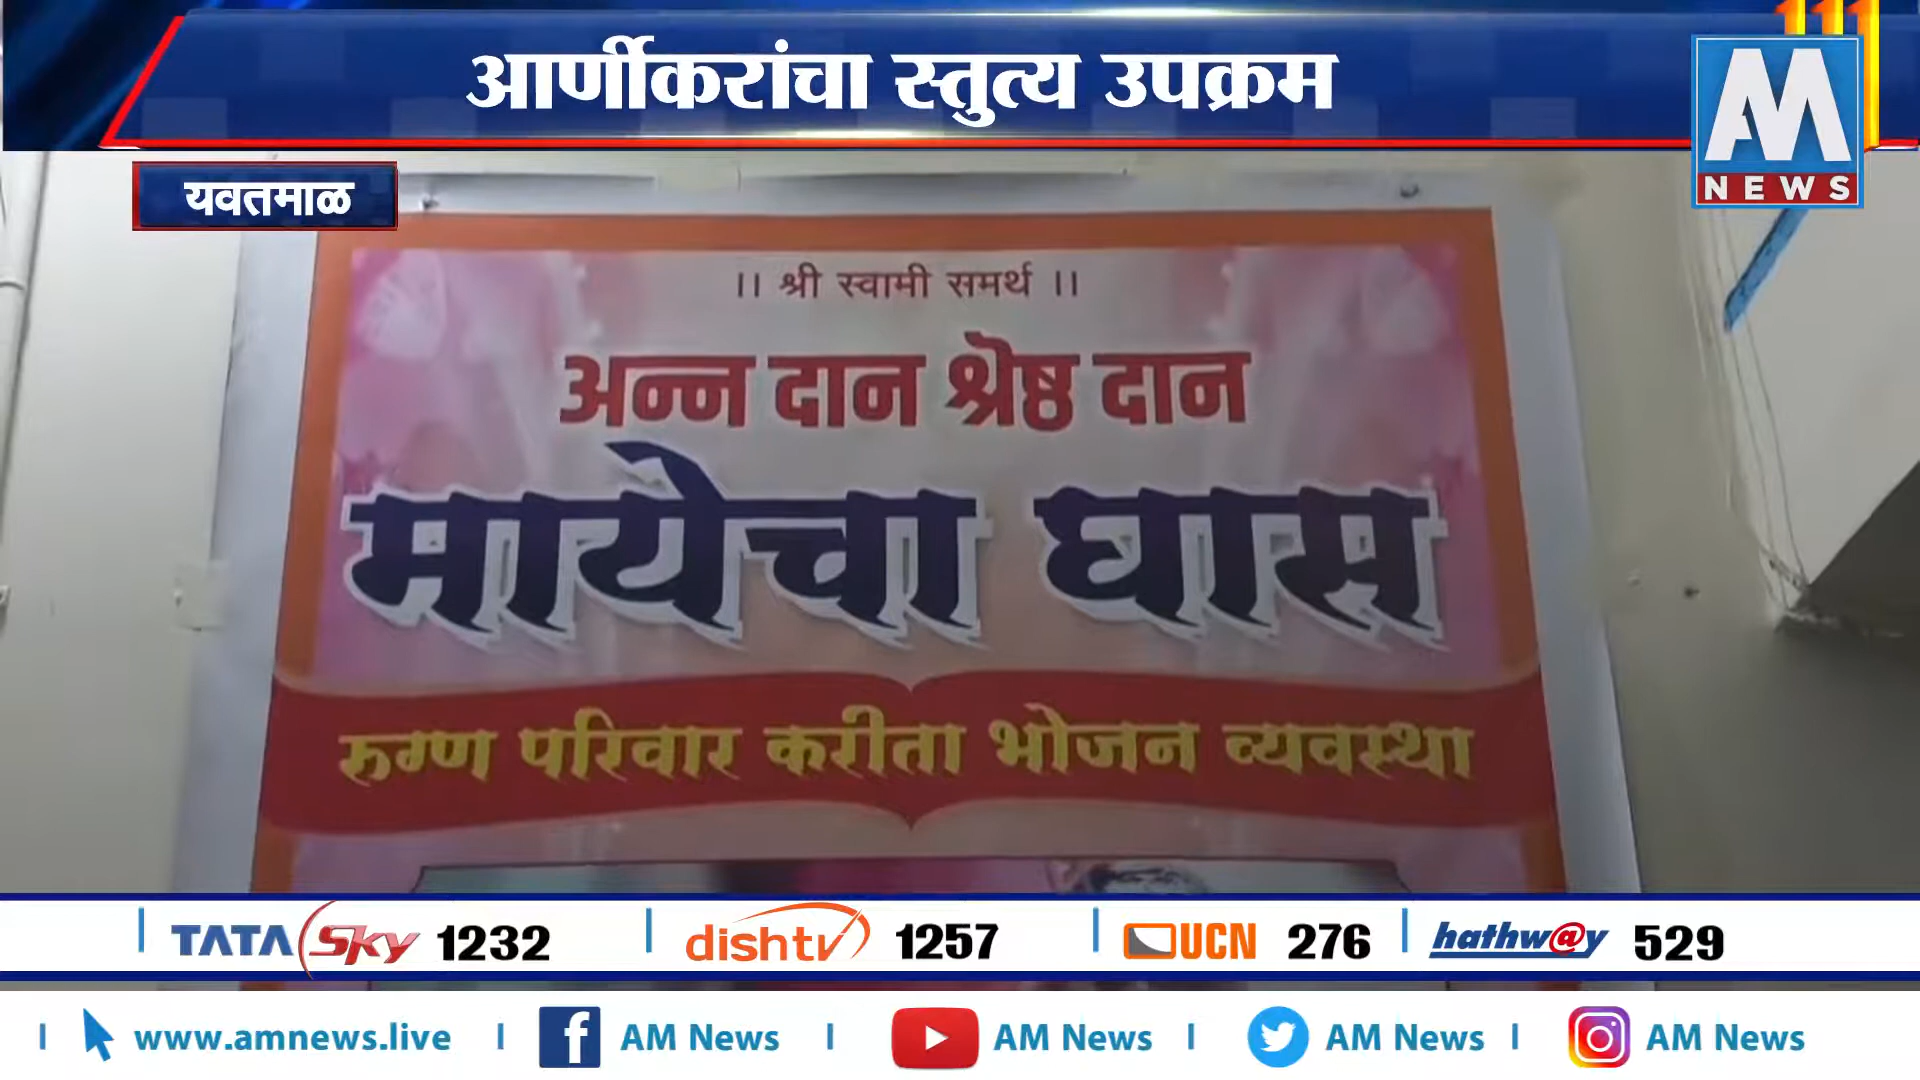 आर्णीकरांचा स्तुत्य उपक्रम
111
AM
NEWS
यवतमाळ
।। श्री स्वामी समर्थ ।।
अन्न दान श्रेष्ठ दान
मायेचा घास
रुग्ण परिवार करीता भोजन व्यवस्था
TATA Sky 1232 dishtv 1257 UCN 276 hathw@y 529
www.amnews.live AM News AM News AM News AM News